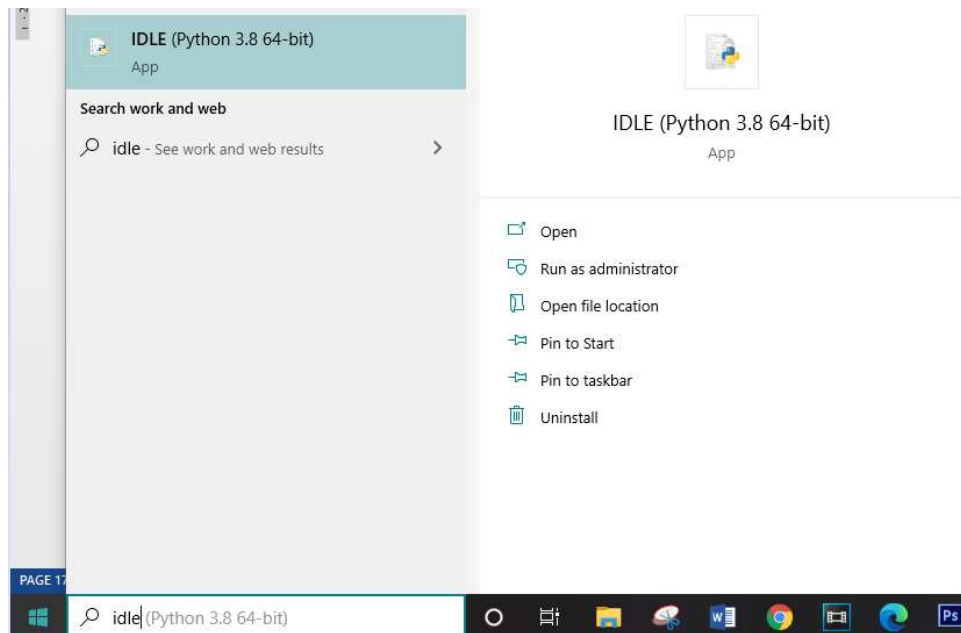 IDLE (Python 3.8 64-bit)
App
Search work and web
idle - See work and web results
IDLE (Python 3.8 64-bit)
App
Open
Run as administrator
Open file location
Pin to Start
Pin to taskbar
Uninstall
PAGE 17
idle (Python 3.8 64-bit)
Ps